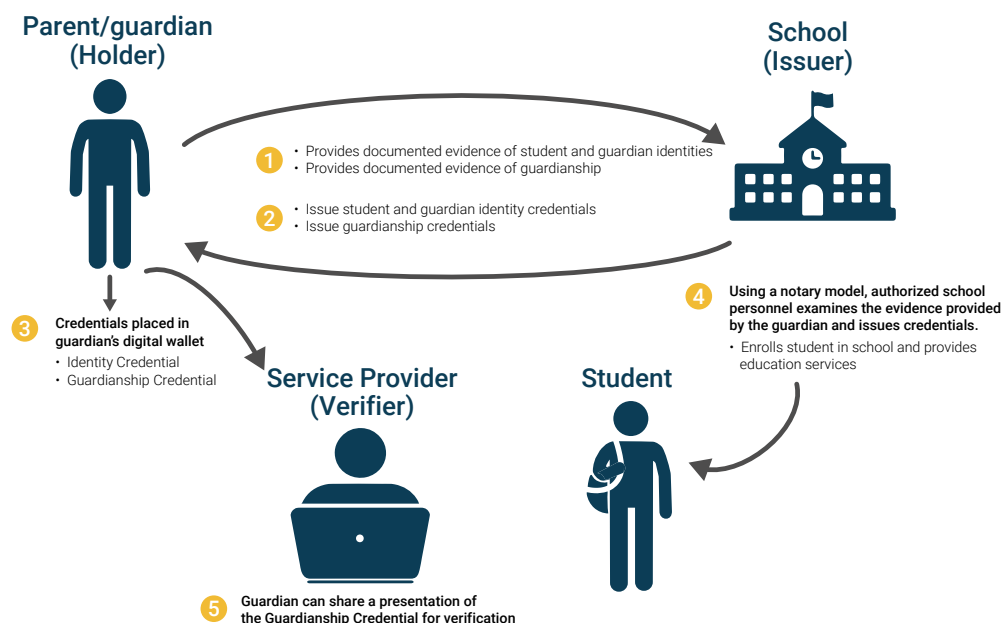 Parent/guardian
(Holder)
School
(Issuer)
1
• Provides documented evidence of student and guardian identities
• Provides documented evidence of guardianship
2
• Issue student and guardian identity credentials
• Issue guardianship credentials
3
Credentials placed in
guardian's digital wallet
• Identity Credential
• Guardianship Credential
4
Using a notary model, authorized school
personnel examines the evidence provided
by the guardian and issues credentials.
• Enrolls student in school and provides
education services
Service Provider
(Verifier)
Student
5
Guardian can share a presentation of
the Guardianship Credential for verification